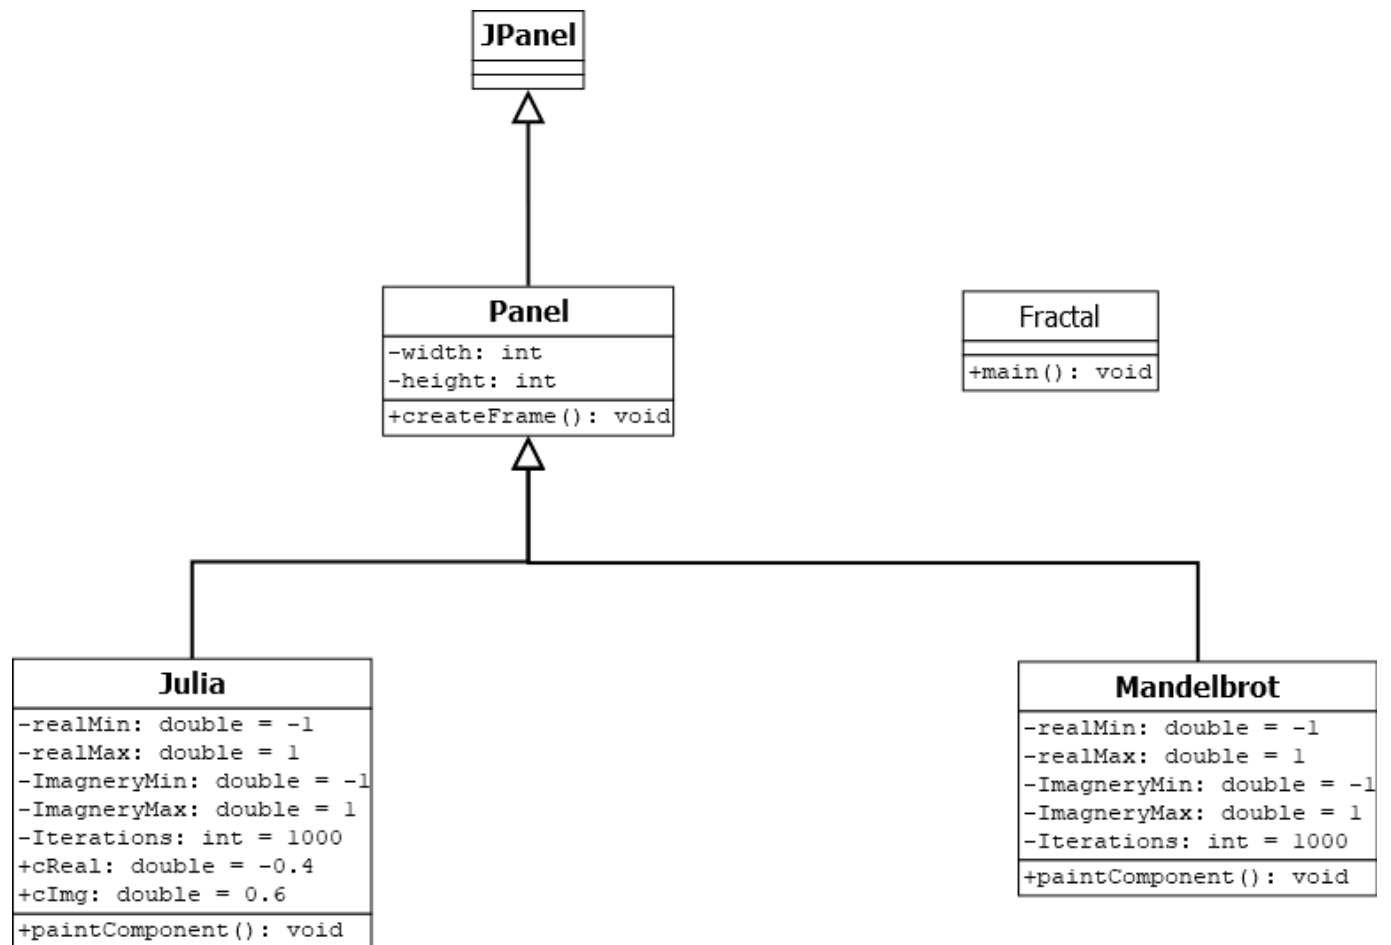 JPanel
Panel
-width: int
-height: int
+createFrame(): void
Fractal
+main(): void
Julia
-realMin: double = -1
-realMax: double = 1
-ImagneryMin: double = -1
-ImagneryMax: double = 1
-Iterations: int = 1000
+cReal: double = -0.4
+cImg: double = 0.6
+paintComponent(): void
Mandelbrot
-realMin: double = -1
-realMax: double = 1
-ImagneryMin: double = -1
-ImagneryMax: double = 1
-Iterations: int = 1000
+paintComponent(): void